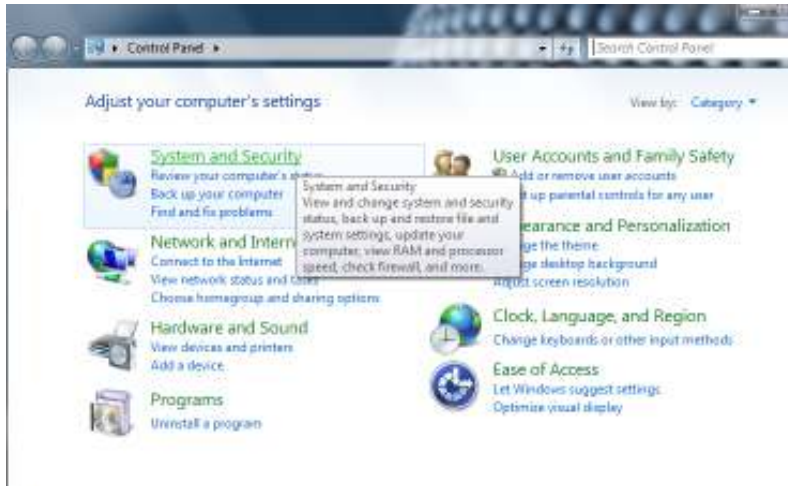 Control Panel
Search Control Panel
Adjust your computer's settings
View by: Category
System and Security
Review your computer's
Back up your computer
Find and fix problems
System and Security
View and change system and security
status, back up and restore file and
system settings, update your
computer, view RAM and processor
speed, check firewall, and more.
Network and Intern
Connect to the Internet
View network status and tasks
Choose homegroup and sharing options
Hardware and Sound
View devices and printers
Add a device
Programs
Uninstall a program
User Accounts and Family Safety
Add or remove user accounts
up parental controls for any user
earance and Personalization
ge the theme
ge desktop background
Adjust screen resolution
Clock, Language, and Region
Change keyboards or other input methods
Ease of Access
Let Windows suggest settings
Optimize visual display